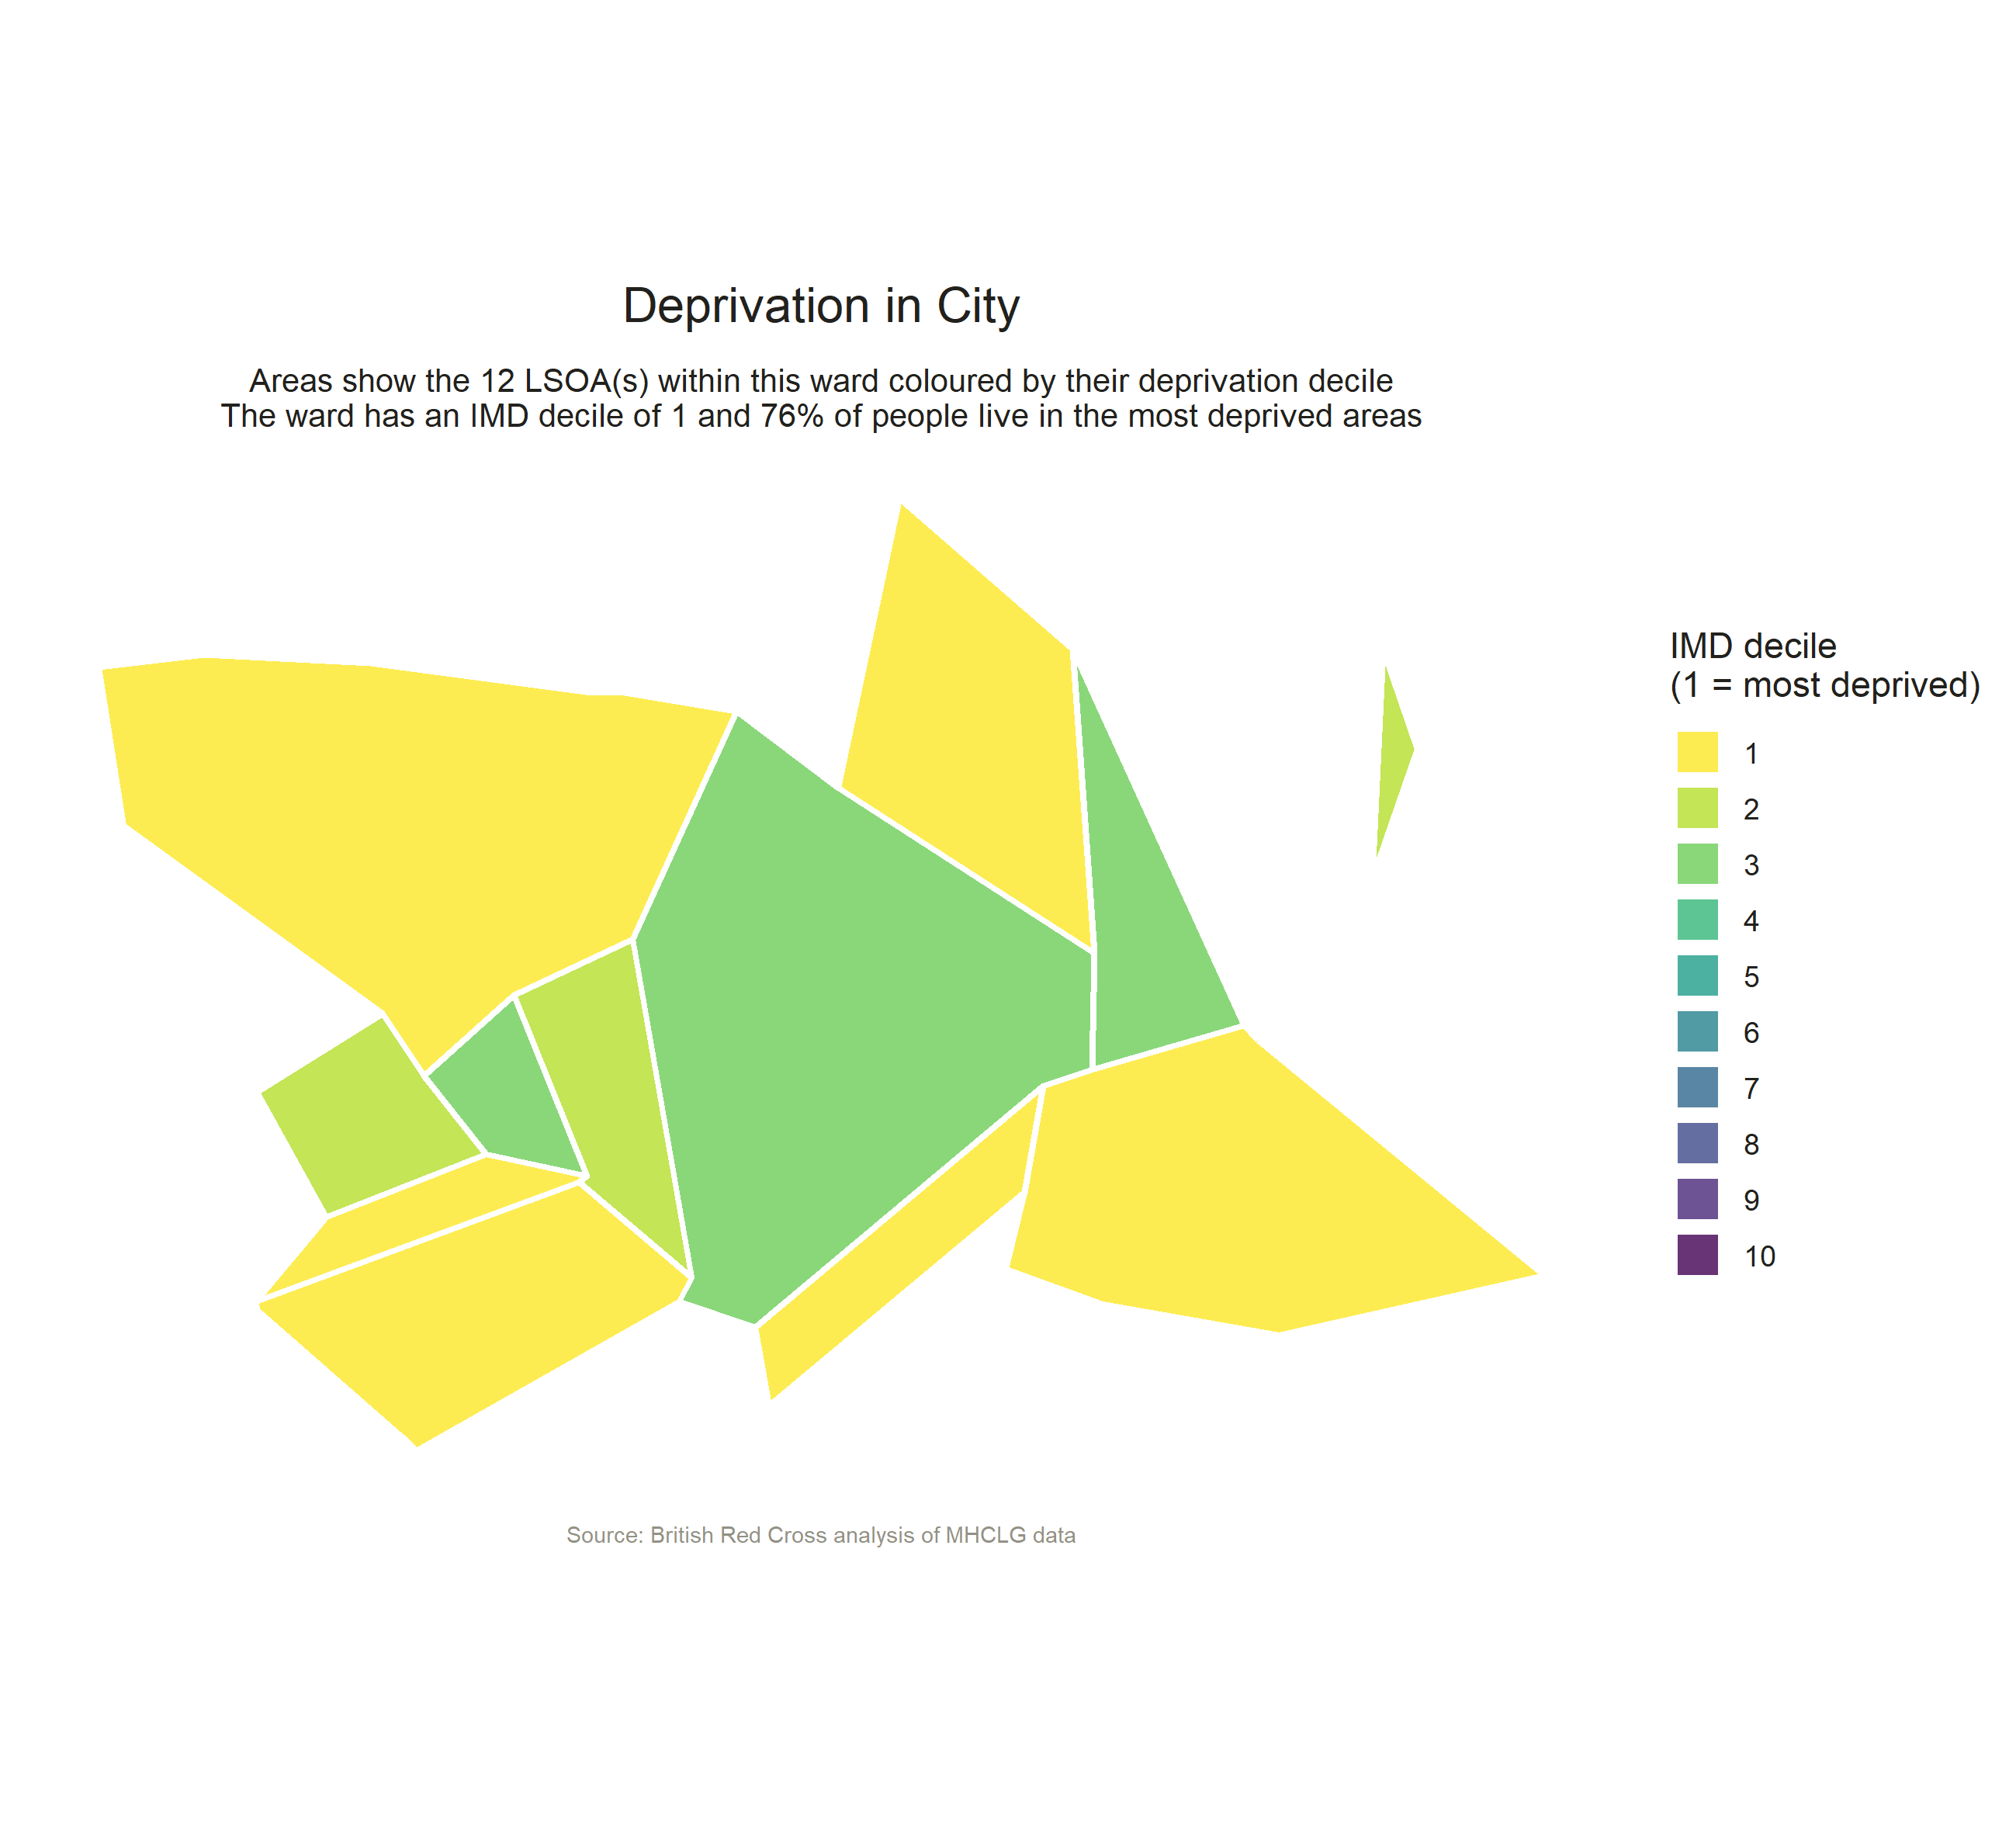 Deprivation in City
Areas show the 12 LSOA(s) within this ward coloured by their deprivation decile
The ward has an IMD decile of 1 and 76% of people live in the most deprived areas
IMD decile
(1 = most deprived)
1
2
3
4
5
6
7
8
9
10
Source: British Red Cross analysis of MHCLG data